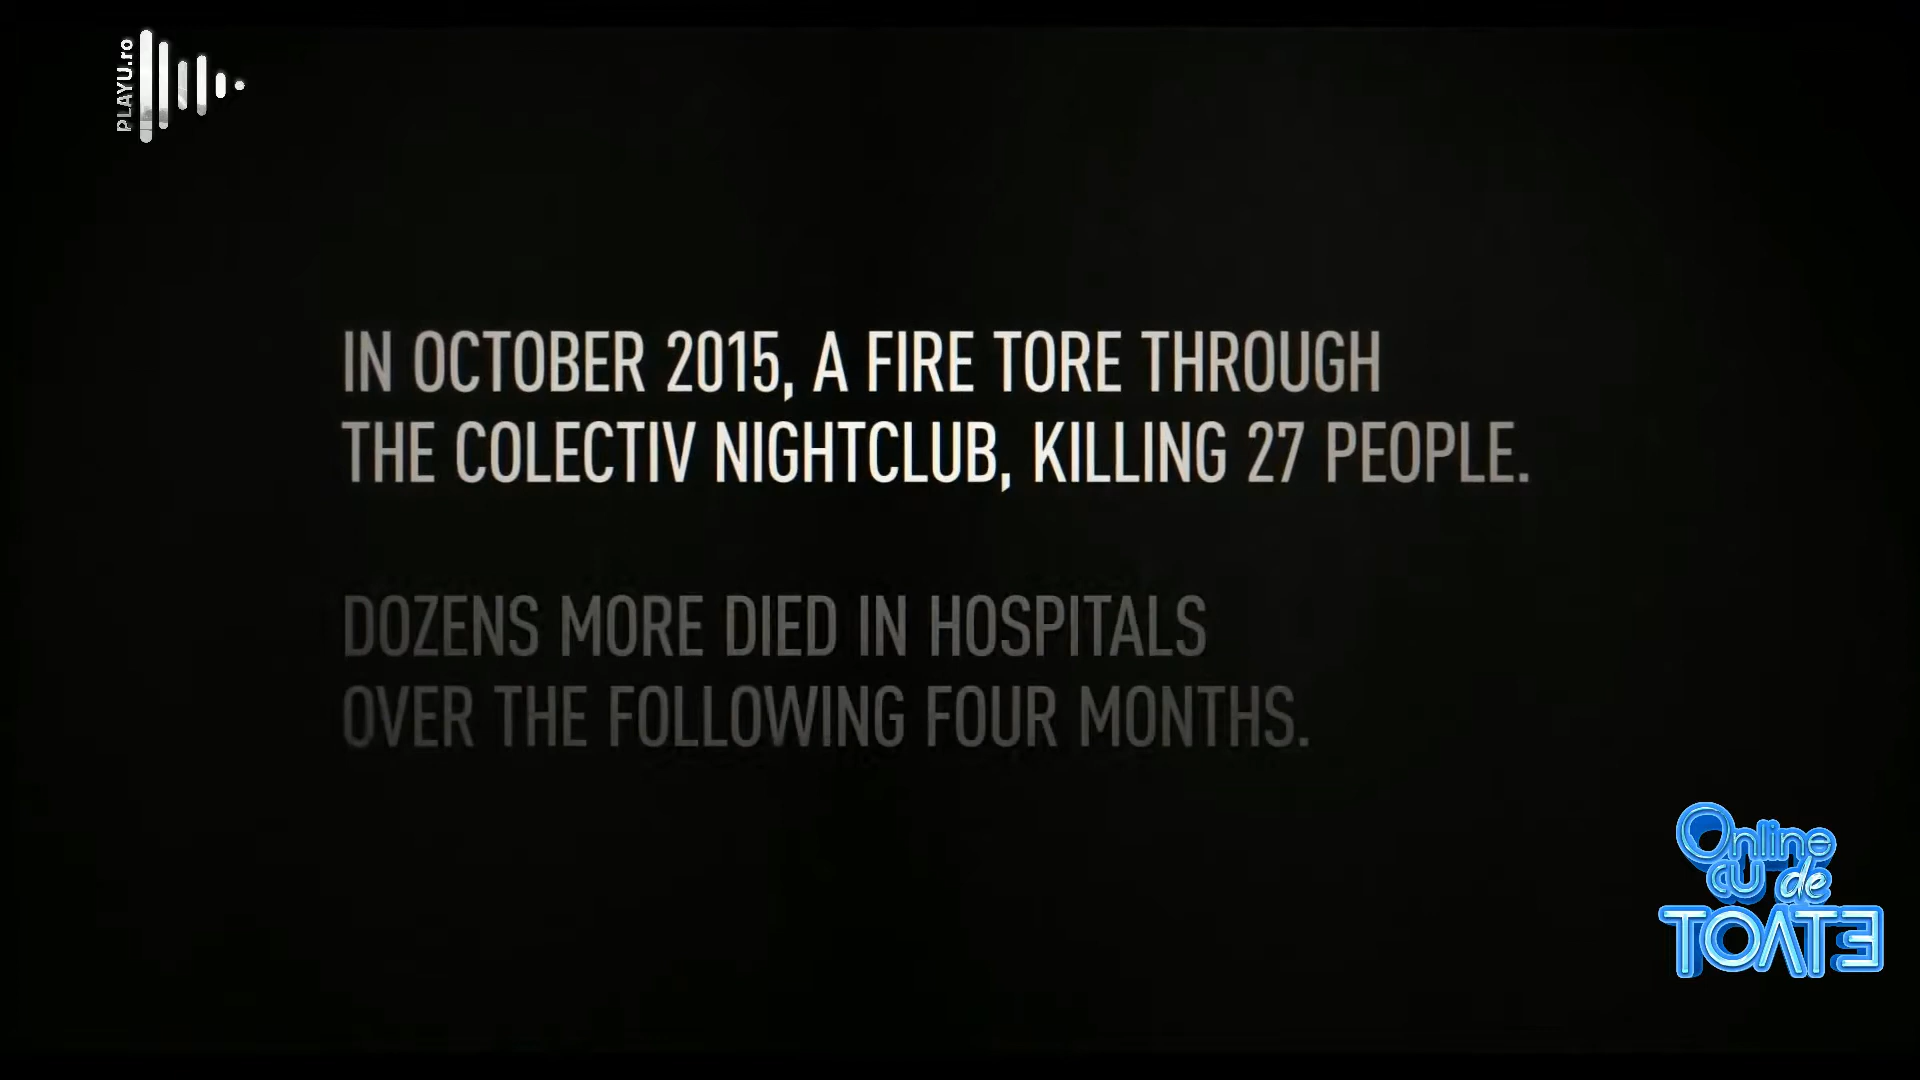 PLAYU.ro
IN OCTOBER 2015, A FIRE TORE THROUGH
THE COLECTIV NIGHTCLUB, KILLING 27 PEOPLE.
DOZENS MORE DIED IN HOSPITALS
OVER THE FOLLOWING FOUR MONTHS.
Online
cu de
TOATE